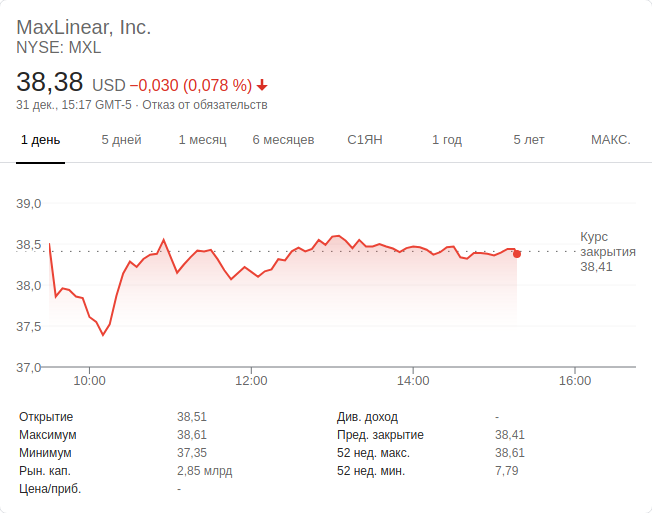 MaxLinear, Inc.
NYSE: MXL
38,38 USD −0,030 (0,078 %)
31 дек., 15:17 GMT-5 · Отказ от обязательств
1 день 5 дней 1 месяц 6 месяцев С1ЯН 1 год 5 лет МАКС.
39,0
38,5
38,0
37,5
37,0
Курс
закрытия
38,41
10:00 12:00 14:00 16:00
Открытие 38,51 Див. доход -
Максимум 38,61 Пред. закрытие 38,41
Минимум 37,35 52 нед. макс. 38,61
Рын. кап. 2,85 млрд 52 нед. мин. 7,79
Цена/приб. -